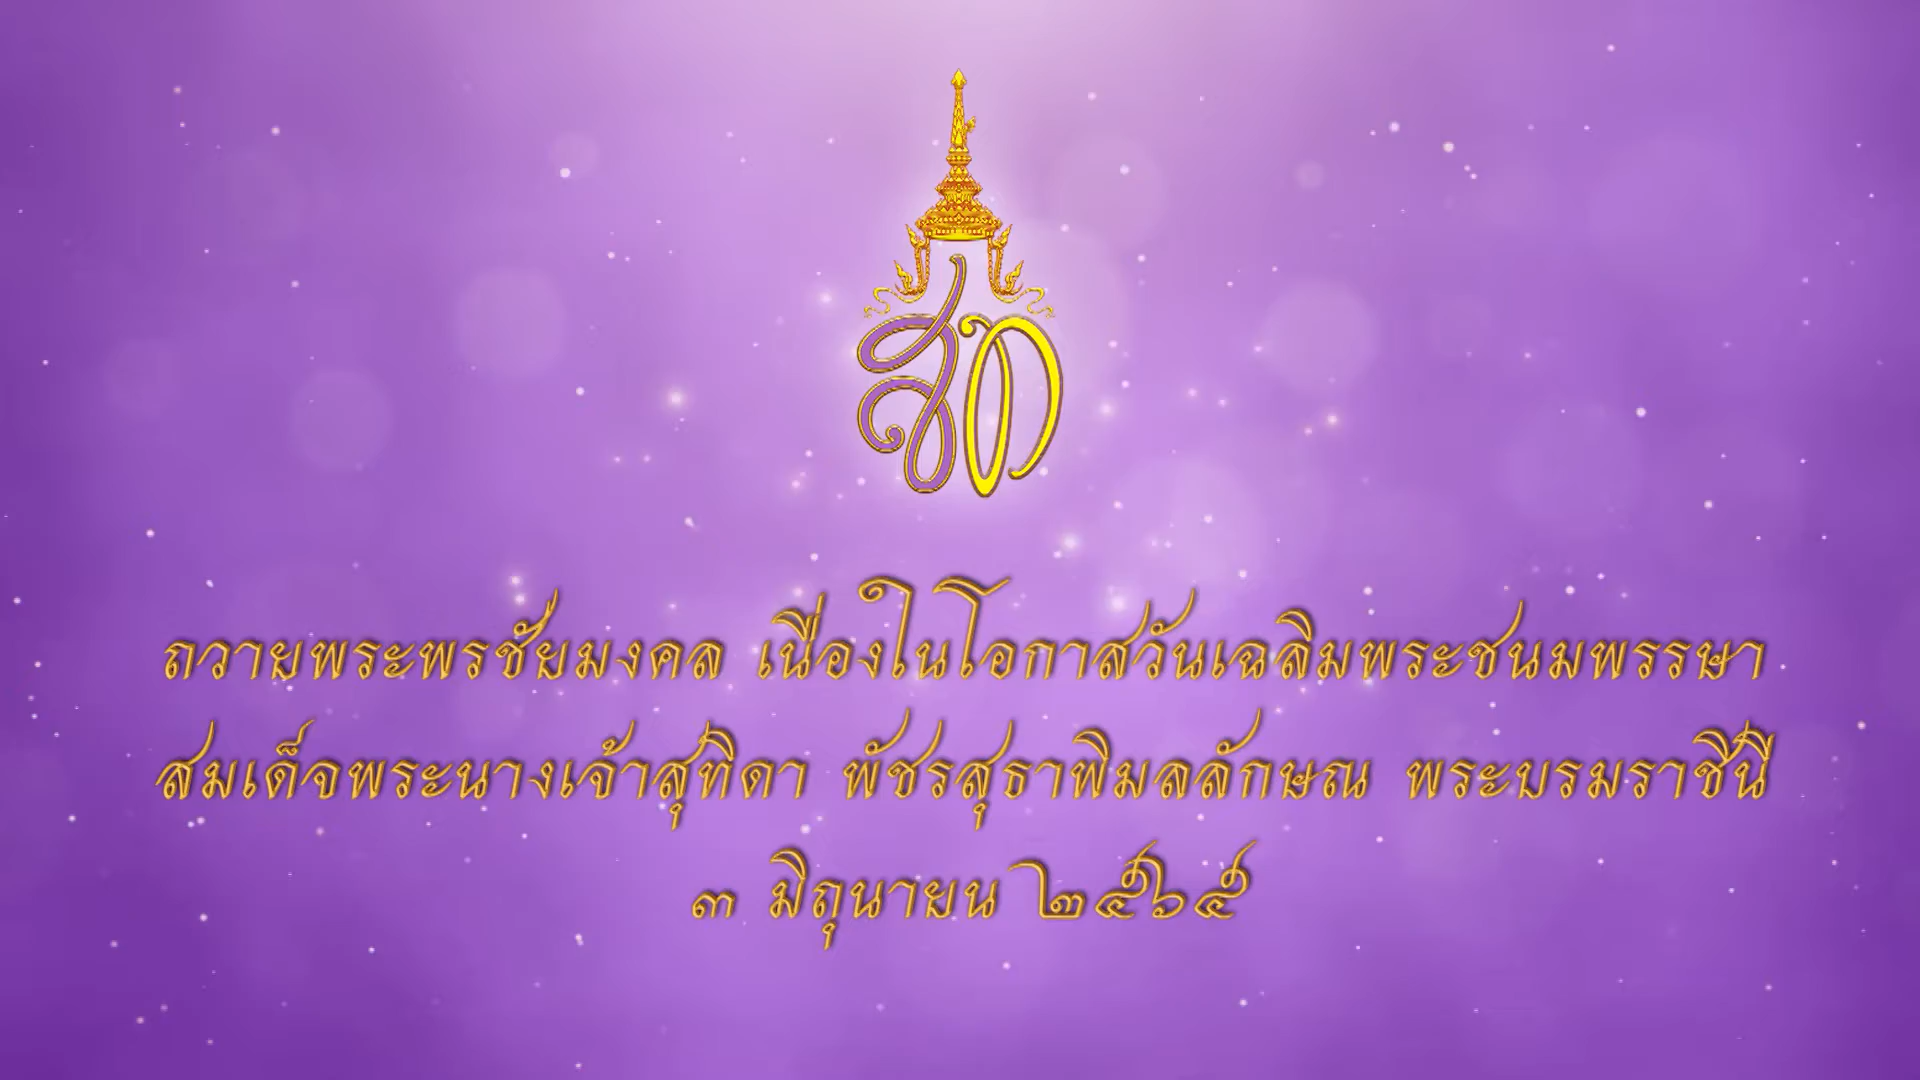 สท
ถวายพระพรชัยมงคล เนื่องในโอกาสวันเฉลิมพระชนมพรรษา
สมเด็จพระนางเจ้าสุทิดา พัชรสุธาพิมลลักษณ พระบรมราชินี
๓ มิถุนายน ๒๕๖๕